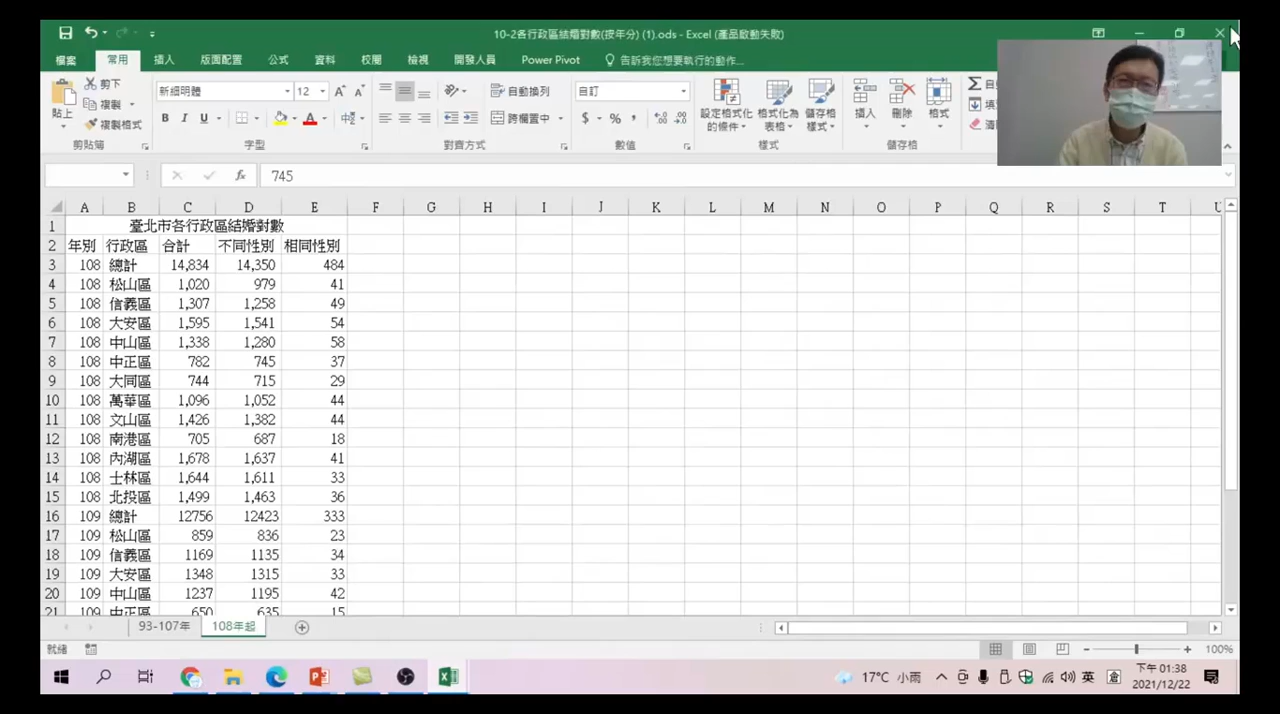 10-2各行政區結婚對數(按年分) (1).ods - Excel (產品啟動失敗)
檔案 常用 插入 版面配置 公式 資料 校閱 檢視 開發人員 Power Pivot 告訴我您想要執行的動作...
貼上 剪下 複製 複製格式 新細明體 12 A A B I U A 自動換列 跨欄置中 自訂 $ % , 設定格式化的條件 格式化為表格 儲存格樣式 插入 刪除 格式 Σ
剪貼簿 字型 對齊方式 數值 樣式 儲存格
fx 745
A B C D E F G H I J K L M N O P Q R S T U
1 臺北市各行政區結婚對數
2 年別 行政區 合計 不同性別 相同性別
3 108 總計 14,834 14,350 484
4 108 松山區 1,020 979 41
5 108 信義區 1,307 1,258 49
6 108 大安區 1,595 1,541 54
7 108 中山區 1,338 1,280 58
8 108 中正區 782 745 37
9 108 大同區 744 715 29
10 108 萬華區 1,096 1,052 44
11 108 文山區 1,426 1,382 44
12 108 南港區 705 687 18
13 108 內湖區 1,678 1,637 41
14 108 士林區 1,644 1,611 33
15 108 北投區 1,499 1,463 36
16 109 總計 12756 12423 333
17 109 松山區 859 836 23
18 109 信義區 1169 1135 34
19 109 大安區 1348 1315 33
20 109 中山區 1237 1195 42
21 109 中正區 650 635 15
93-107年 108年起
就緒 100%
17°C 小雨 英 倉 下午 01:38
2021/12/22